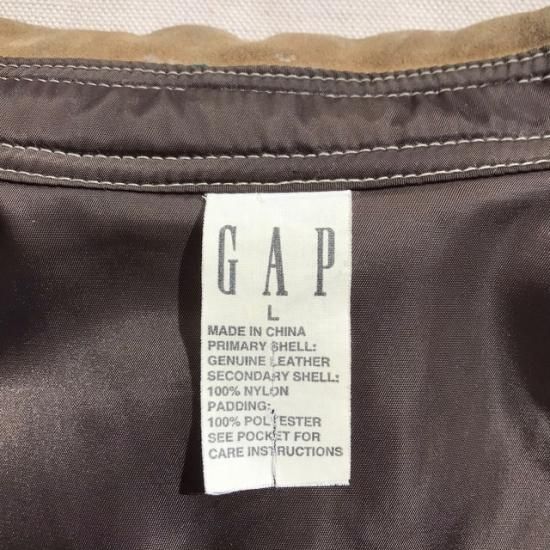 GAP
L
MADE IN CHINA
PRIMARY SHELL:
GENUINE LEATHER
SECONDARY SHELL:
100% NYLON
PADDING:
100% POLYESTER
SEE POCKET FOR
CARE INSTRUCTIONS